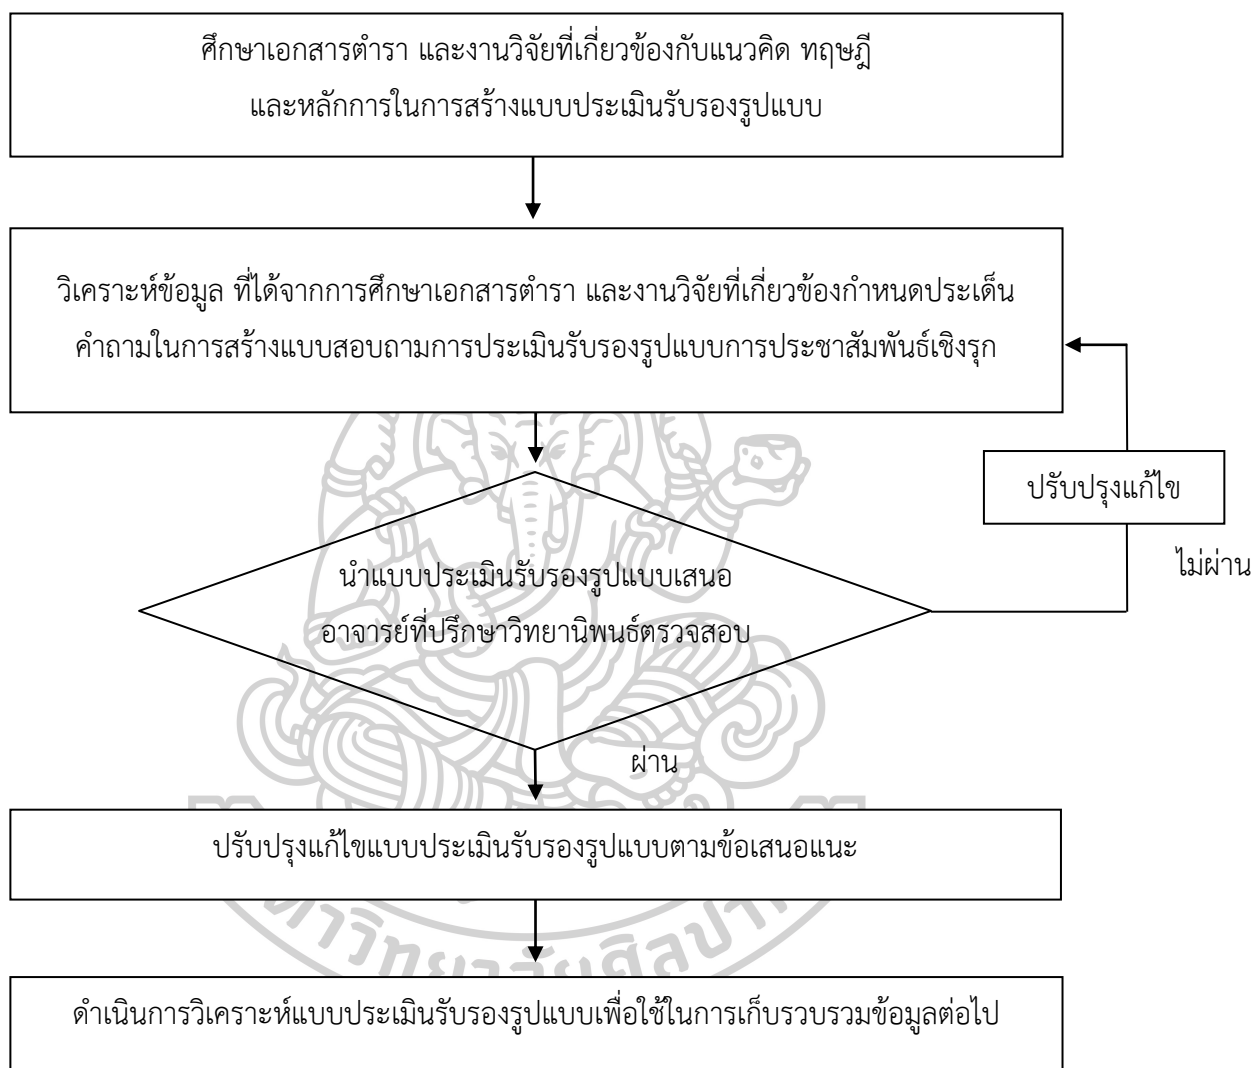 ศึกษาเอกสารตำรา และงานวิจัยที่เกี่ยวข้องกับแนวคิด ทฤษฎี
และหลักการในการสร้างแบบประเมินรับรองรูปแบบ
วิเคราะห์ข้อมูล ที่ได้จากการศึกษาเอกสารตำรา และงานวิจัยที่เกี่ยวข้องกำหนดประเด็น
คำถามในการสร้างแบบสอบถามการประเมินรับรองรูปแบบการประชาสัมพันธ์เชิงรุก
ปรับปรุงแก้ไข
ไม่ผ่าน
นำแบบประเมินรับรองรูปแบบเสนอ
อาจารย์ที่ปรึกษาวิทยานิพนธ์ตรวจสอบ
ผ่าน
ปรับปรุงแก้ไขแบบประเมินรับรองรูปแบบตามข้อเสนอแนะ
ดำเนินการวิเคราะห์แบบประเมินรับรองรูปแบบเพื่อใช้ในการเก็บรวบรวมข้อมูลต่อไป